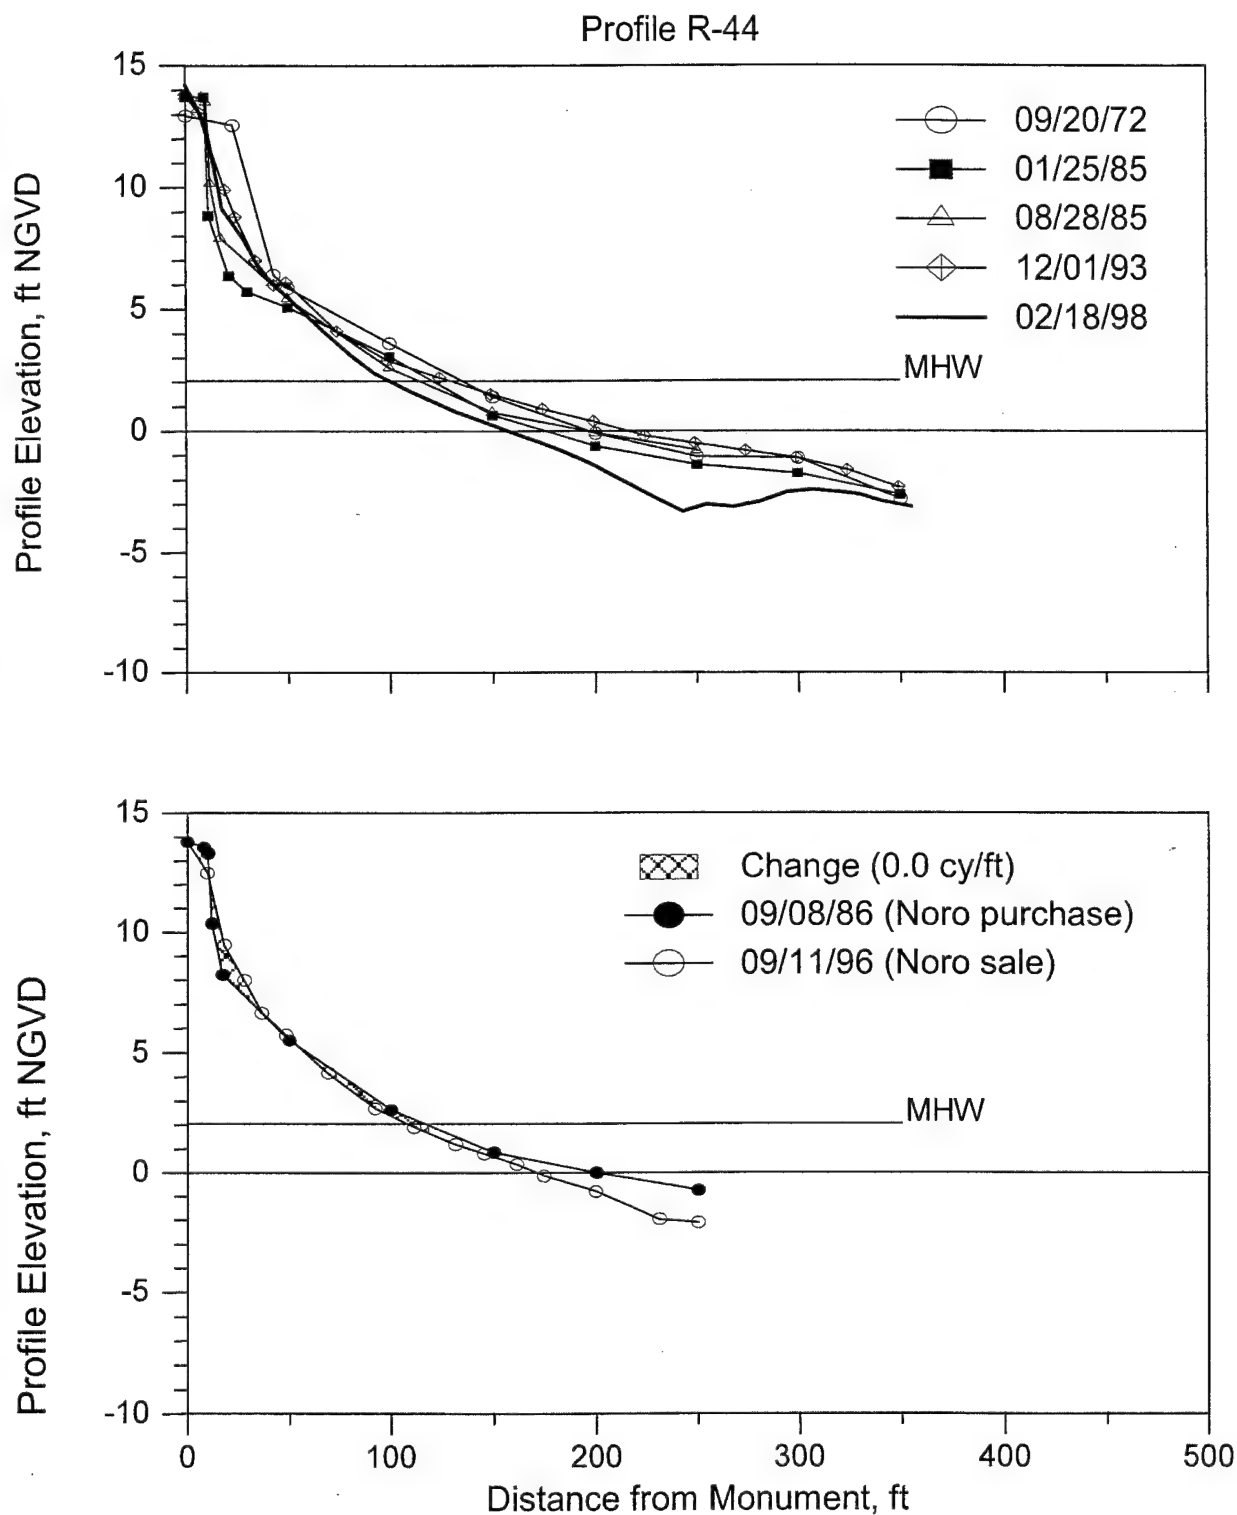 Profile R-44
15
10
5
0
-5
-10
Profile Elevation, ft NGVD
09/20/72
01/25/85
08/28/85
12/01/93
02/18/98
MHW
15
10
5
0
-5
-10
Profile Elevation, ft NGVD
Change (0.0 cy/ft)
09/08/86 (Noro purchase)
09/11/96 (Noro sale)
MHW
0 100 200 300 400 500
Distance from Monument, ft